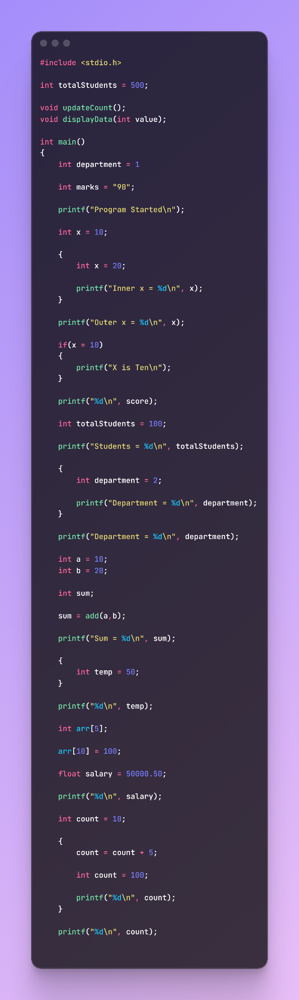 #include <stdio.h>

int totalStudents = 500;

void updateCount();
void displayData(int value);

int main()
{
    int department = 1

    int marks = "90";

    printf("Program Started\n");

    int x = 10;

    {
        int x = 20;

        printf("Inner x = %d\n", x);
    }

    printf("Outer x = %d\n", x);

    if(x = 10)
    {
        printf("X is Ten\n");
    }

    printf("%d\n", score);

    int totalStudents = 100;

    printf("Students = %d\n", totalStudents);

    {
        int department = 2;

        printf("Department = %d\n", department);
    }

    printf("Department = %d\n", department);

    int a = 10;
    int b = 20;

    int sum;

    sum = add(a,b);

    printf("Sum = %d\n", sum);

    {
        int temp = 50;
    }

    printf("%d\n", temp);

    int arr[5];

    arr[10] = 100;

    float salary = 50000.50;

    printf("%d\n", salary);

    int count = 10;

    {
        count = count + 5;

        int count = 100;

        printf("%d\n", count);
    }

    printf("%d\n", count);